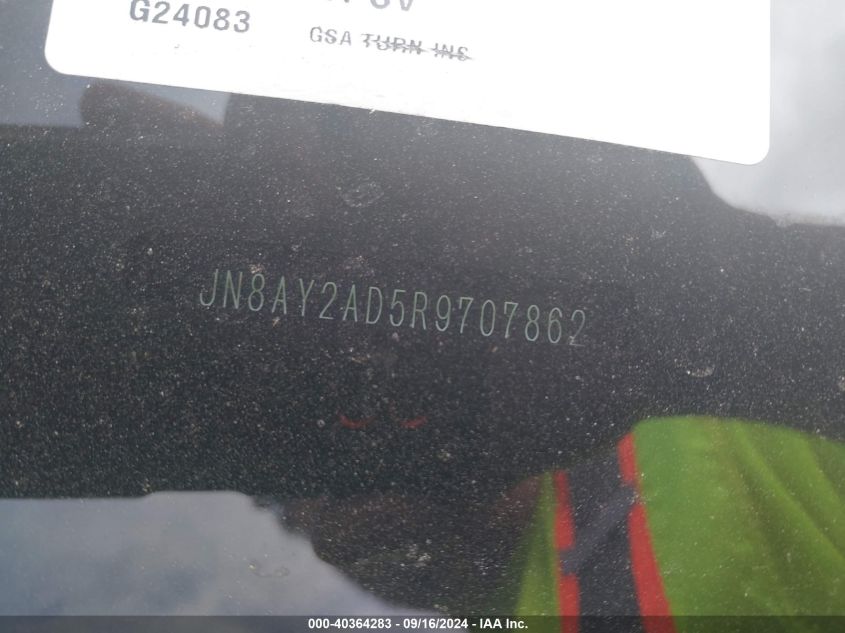 G24083
GSA TURN INS
JN8AY2AD5R9707862
000-40364283 - 09/16/2024 - IAA Inc.